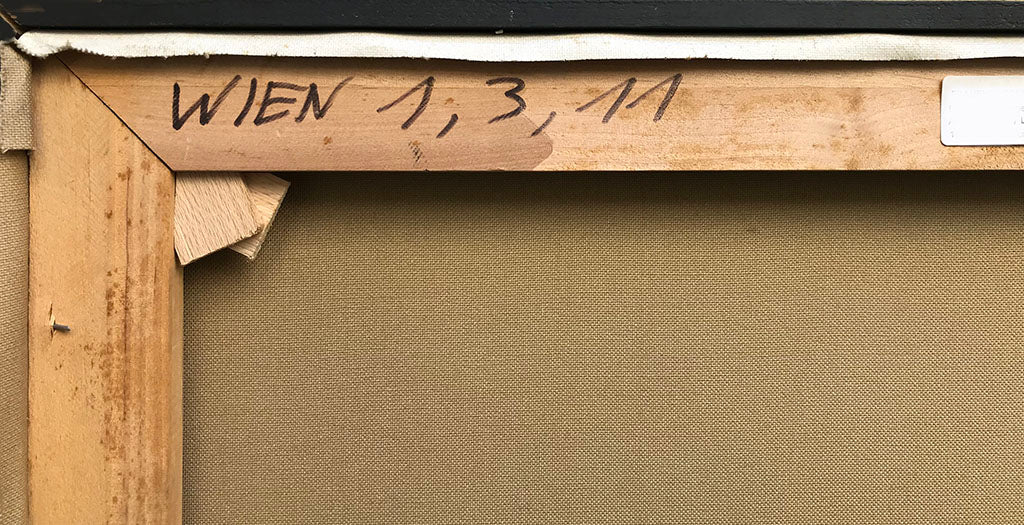 WIEN 1, 3, 11